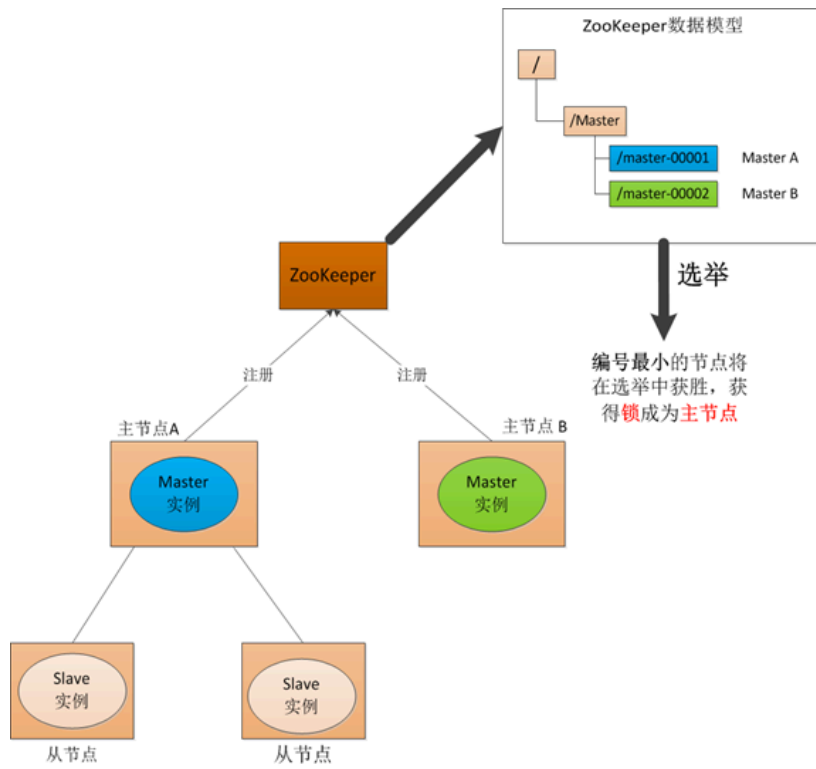 ZooKeeper数据模型
/
/Master
/master-00001 Master A
/master-00002 Master B
ZooKeeper
选举
编号最小的节点将
在选举中获胜，获
得锁成为主节点
注册 注册
主节点A 主节点 B
Master
实例
Master
实例
Slave
实例
Slave
实例
从节点 从节点